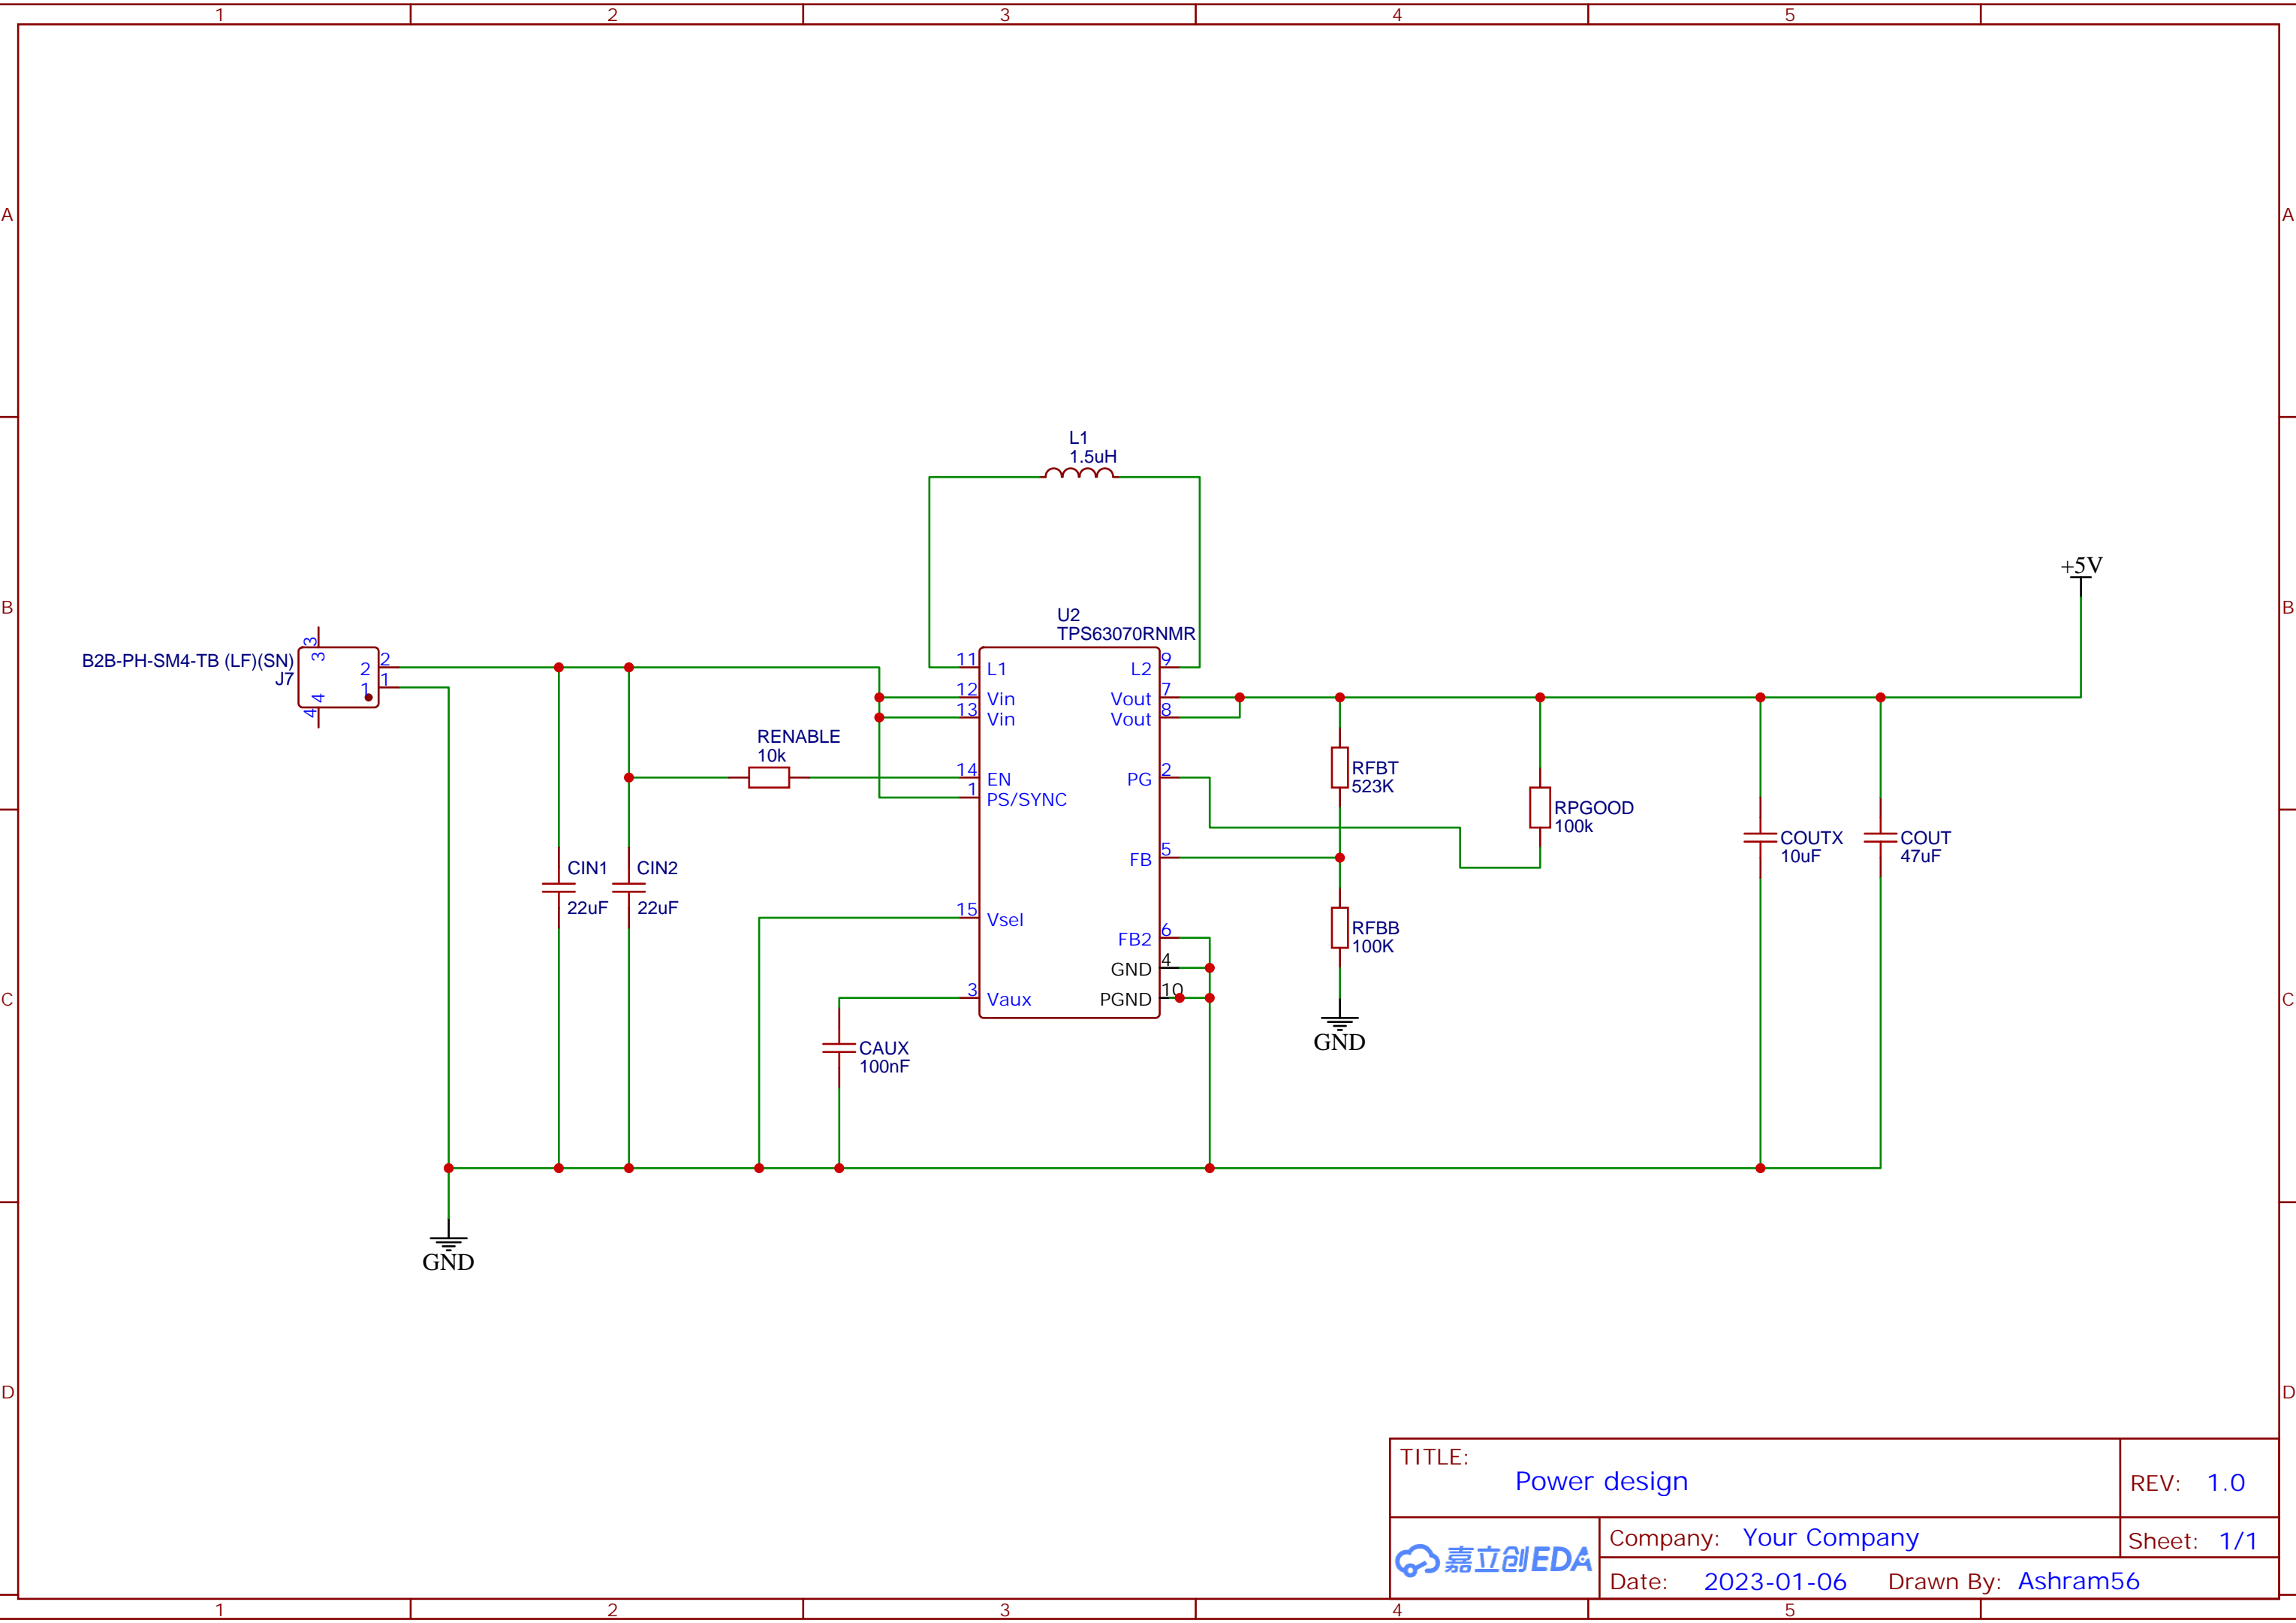 1 2 3 4 5
A A
L1
1.5uH
+5V
B B
U2
TPS63070RNMR
B2B-PH-SM4-TB (LF)(SN)
J7
3 3
2 2
1 1
4 4
11 L1 L2 9
12 Vin Vout 7
13 Vin Vout 8
RENABLE
10k
14 EN PG 2
1 PS/SYNC
RFBT
523K
RPGOOD
100k
COUTX
10uF
COUT
47uF
FB 5
CIN1
22uF
CIN2
22uF
15 Vsel
FB2 6
RFBB
100K
GND 4
C C
3 Vaux PGND 10
GND
CAUX
100nF
GND
D D
TITLE:
Power design
REV: 1.0
嘉立创EDA
Company: Your Company
Sheet: 1/1
Date: 2023-01-06 Drawn By: Ashram56
1 2 3 4 5